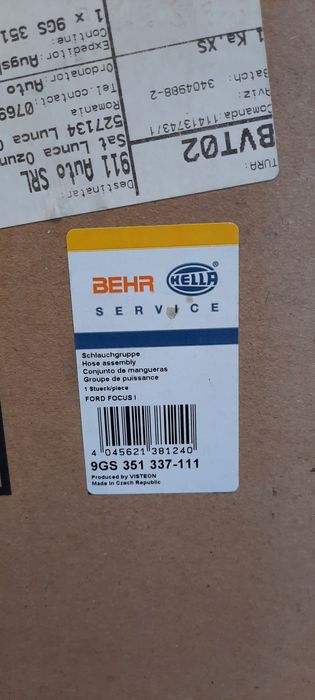 TURA:
BVT02
Comanda:11413743/1
Aviz: 3404988-2
Batch:
1 Ka.XS
Destinatar:
911 Auto SRL
Sat Lunca Ozun
527134 Lunca O
Romania
Tel.contact:0769
Ordonator: Auto
Expeditor: Augsb
Contine:
1 x 9GS 351
BEHR HELLA
SERVICE
Schlauchgruppe
Hose assembly
Conjunto de mangueras
Groupe de puissance
1 Stueck/piece
FORD FOCUS I
4 045621 381240
9GS 351 337-111
Produced by VISTEON
Made in Czech Republic